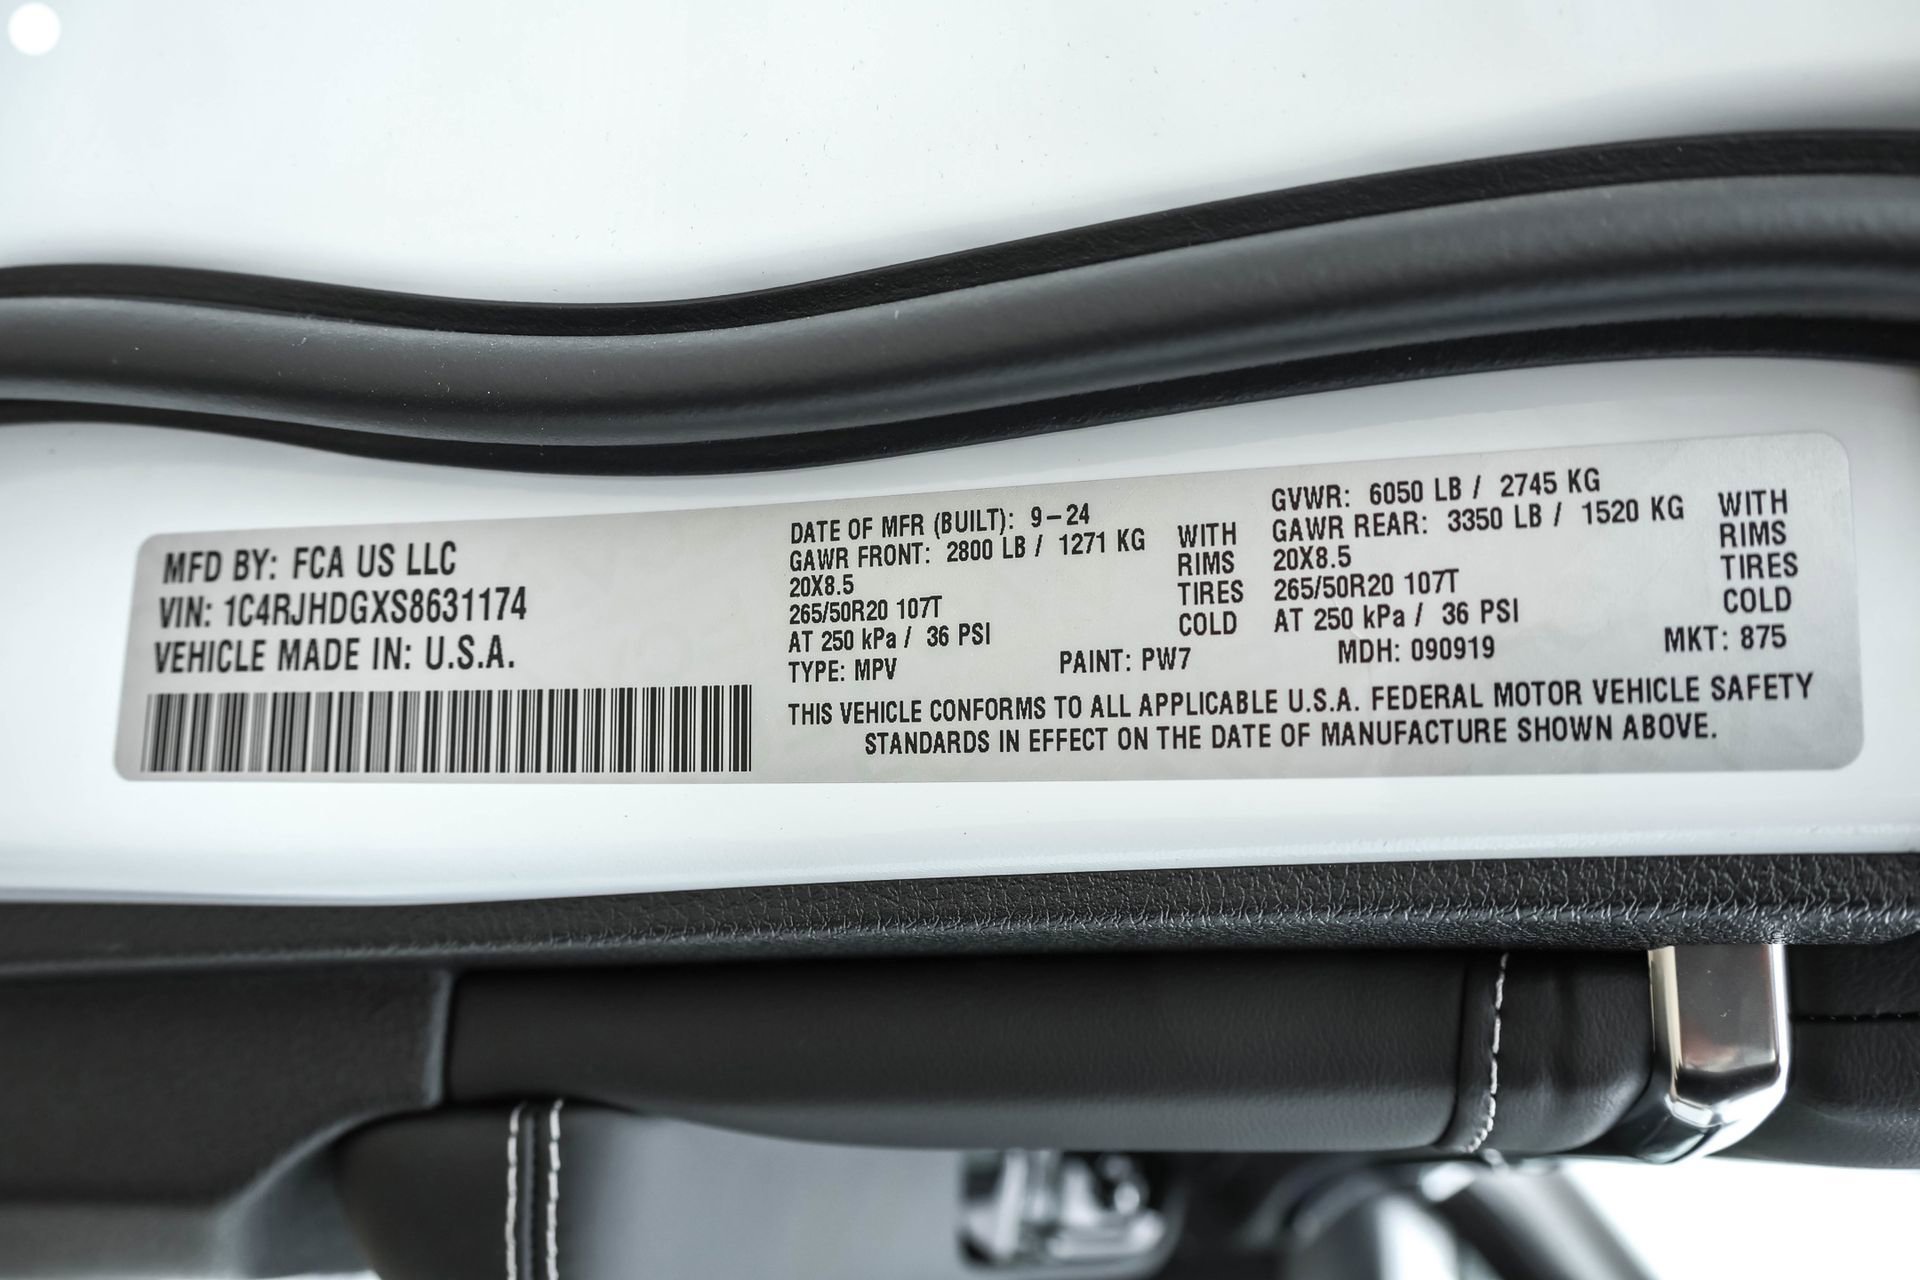 MFD BY: FCA US LLC
VIN: 1C4RJHDGXS8631174
VEHICLE MADE IN: U.S.A.
DATE OF MFR (BUILT): 9-24
GAWR FRONT: 2800 LB / 1271 KG WITH
20X8.5 RIMS
265/50R20 107T TIRES
AT 250 kPa / 36 PSI COLD
TYPE: MPV
GVWR: 6050 LB / 2745 KG
GAWR REAR: 3350 LB / 1520 KG WITH
20X8.5 RIMS
265/50R20 107T TIRES
AT 250 kPa / 36 PSI COLD
PAINT: PW7 MDH: 090919 MKT: 875
THIS VEHICLE CONFORMS TO ALL APPLICABLE U.S.A. FEDERAL MOTOR VEHICLE SAFETY
STANDARDS IN EFFECT ON THE DATE OF MANUFACTURE SHOWN ABOVE.